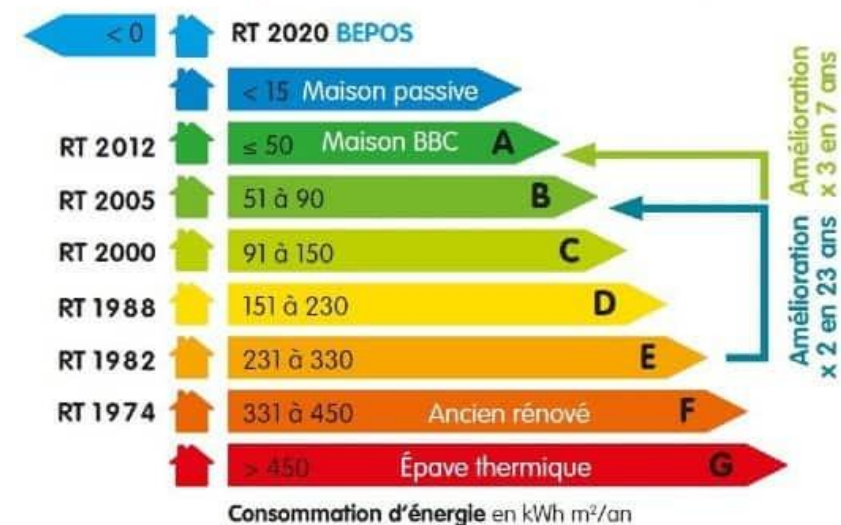 < 0 RT 2020 BEPOS
< 15 Maison passive
RT 2012 ≤ 50 Maison BBC A
RT 2005 51 à 90 B
RT 2000 91 à 150 C
RT 1988 151 à 230 D
RT 1982 231 à 330 E
RT 1974 331 à 450 Ancien rénové F
> 450 Épave thermique G
Consommation d'énergie en kWh m²/an
Amélioration
x 3 en 7 ans
Amélioration
x 2 en 23 ans